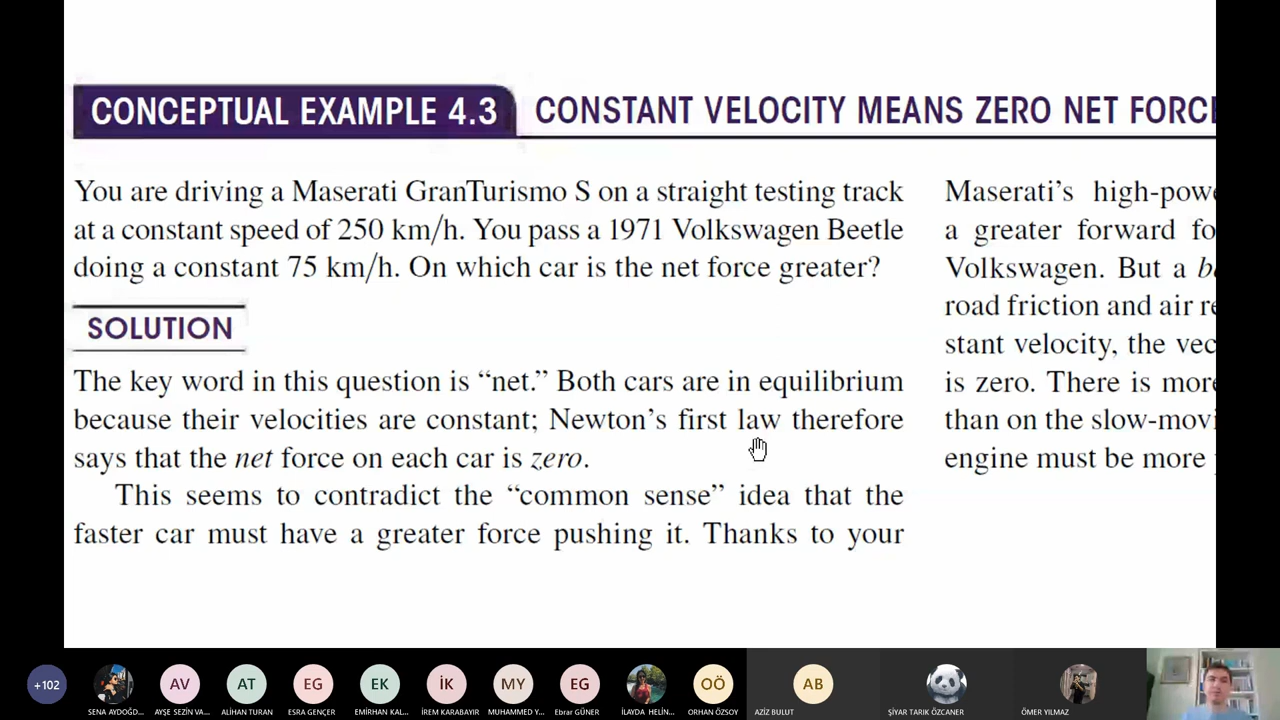 CONCEPTUAL EXAMPLE 4.3 CONSTANT VELOCITY MEANS ZERO NET FORCE
You are driving a Maserati GranTurismo S on a straight testing track
at a constant speed of 250 km/h. You pass a 1971 Volkswagen Beetle
doing a constant 75 km/h. On which car is the net force greater?
SOLUTION
The key word in this question is “net.” Both cars are in equilibrium
because their velocities are constant; Newton’s first law therefore
says that the net force on each car is zero.
This seems to contradict the “common sense” idea that the
faster car must have a greater force pushing it. Thanks to your
Maserati’s high-powe
a greater forward fo
Volkswagen. But a b
road friction and air re
stant velocity, the vec
is zero. There is more
than on the slow-movi
engine must be more
+102
AV
AT
EG
EK
İK
MY
EG
OÖ
AB
SENA AYDOĞD...
AYŞE SEZİN VA...
ALİHAN TURAN
ESRA GENÇER
EMİRHAN KAL...
İREM KARABAYIR
MUHAMMED Y...
Ebrar GÜNER
İLAYDA HELİN...
ORHAN ÖZSOY
AZİZ BULUT
ŞİYAR TARIK ÖZCANER
ÖMER YILMAZ